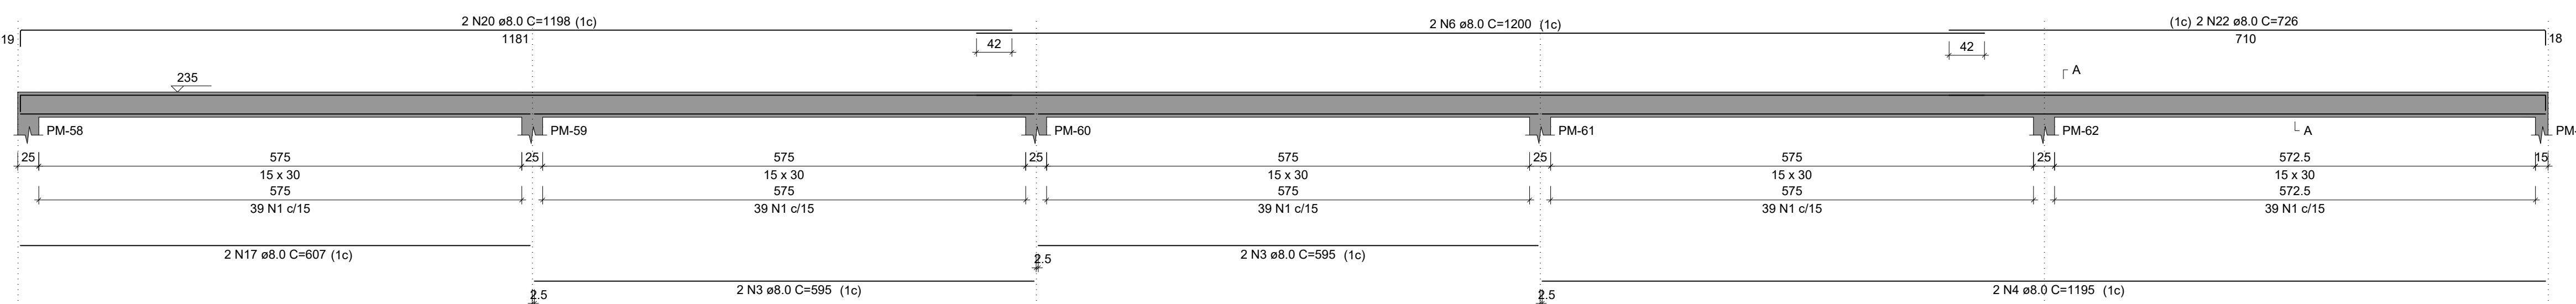 2 N20 ø8.0 C=1198 (1c)
2 N6 ø8.0 C=1200 (1c)
(1c) 2 N22 ø8.0 C=726
19
1181
42
42
710
18
235
A
PM-58
PM-59
PM-60
PM-61
PM-62
A
PM-
25
575
25
575
25
575
25
575
25
572.5
15
15 x 30
15 x 30
15 x 30
15 x 30
15 x 30
575
575
575
575
572.5
39 N1 c/15
39 N1 c/15
39 N1 c/15
39 N1 c/15
39 N1 c/15
2 N17 ø8.0 C=607 (1c)
2 N3 ø8.0 C=595 (1c)
2.5
2 N3 ø8.0 C=595 (1c)
2 N4 ø8.0 C=1195 (1c)
2.5
2.5